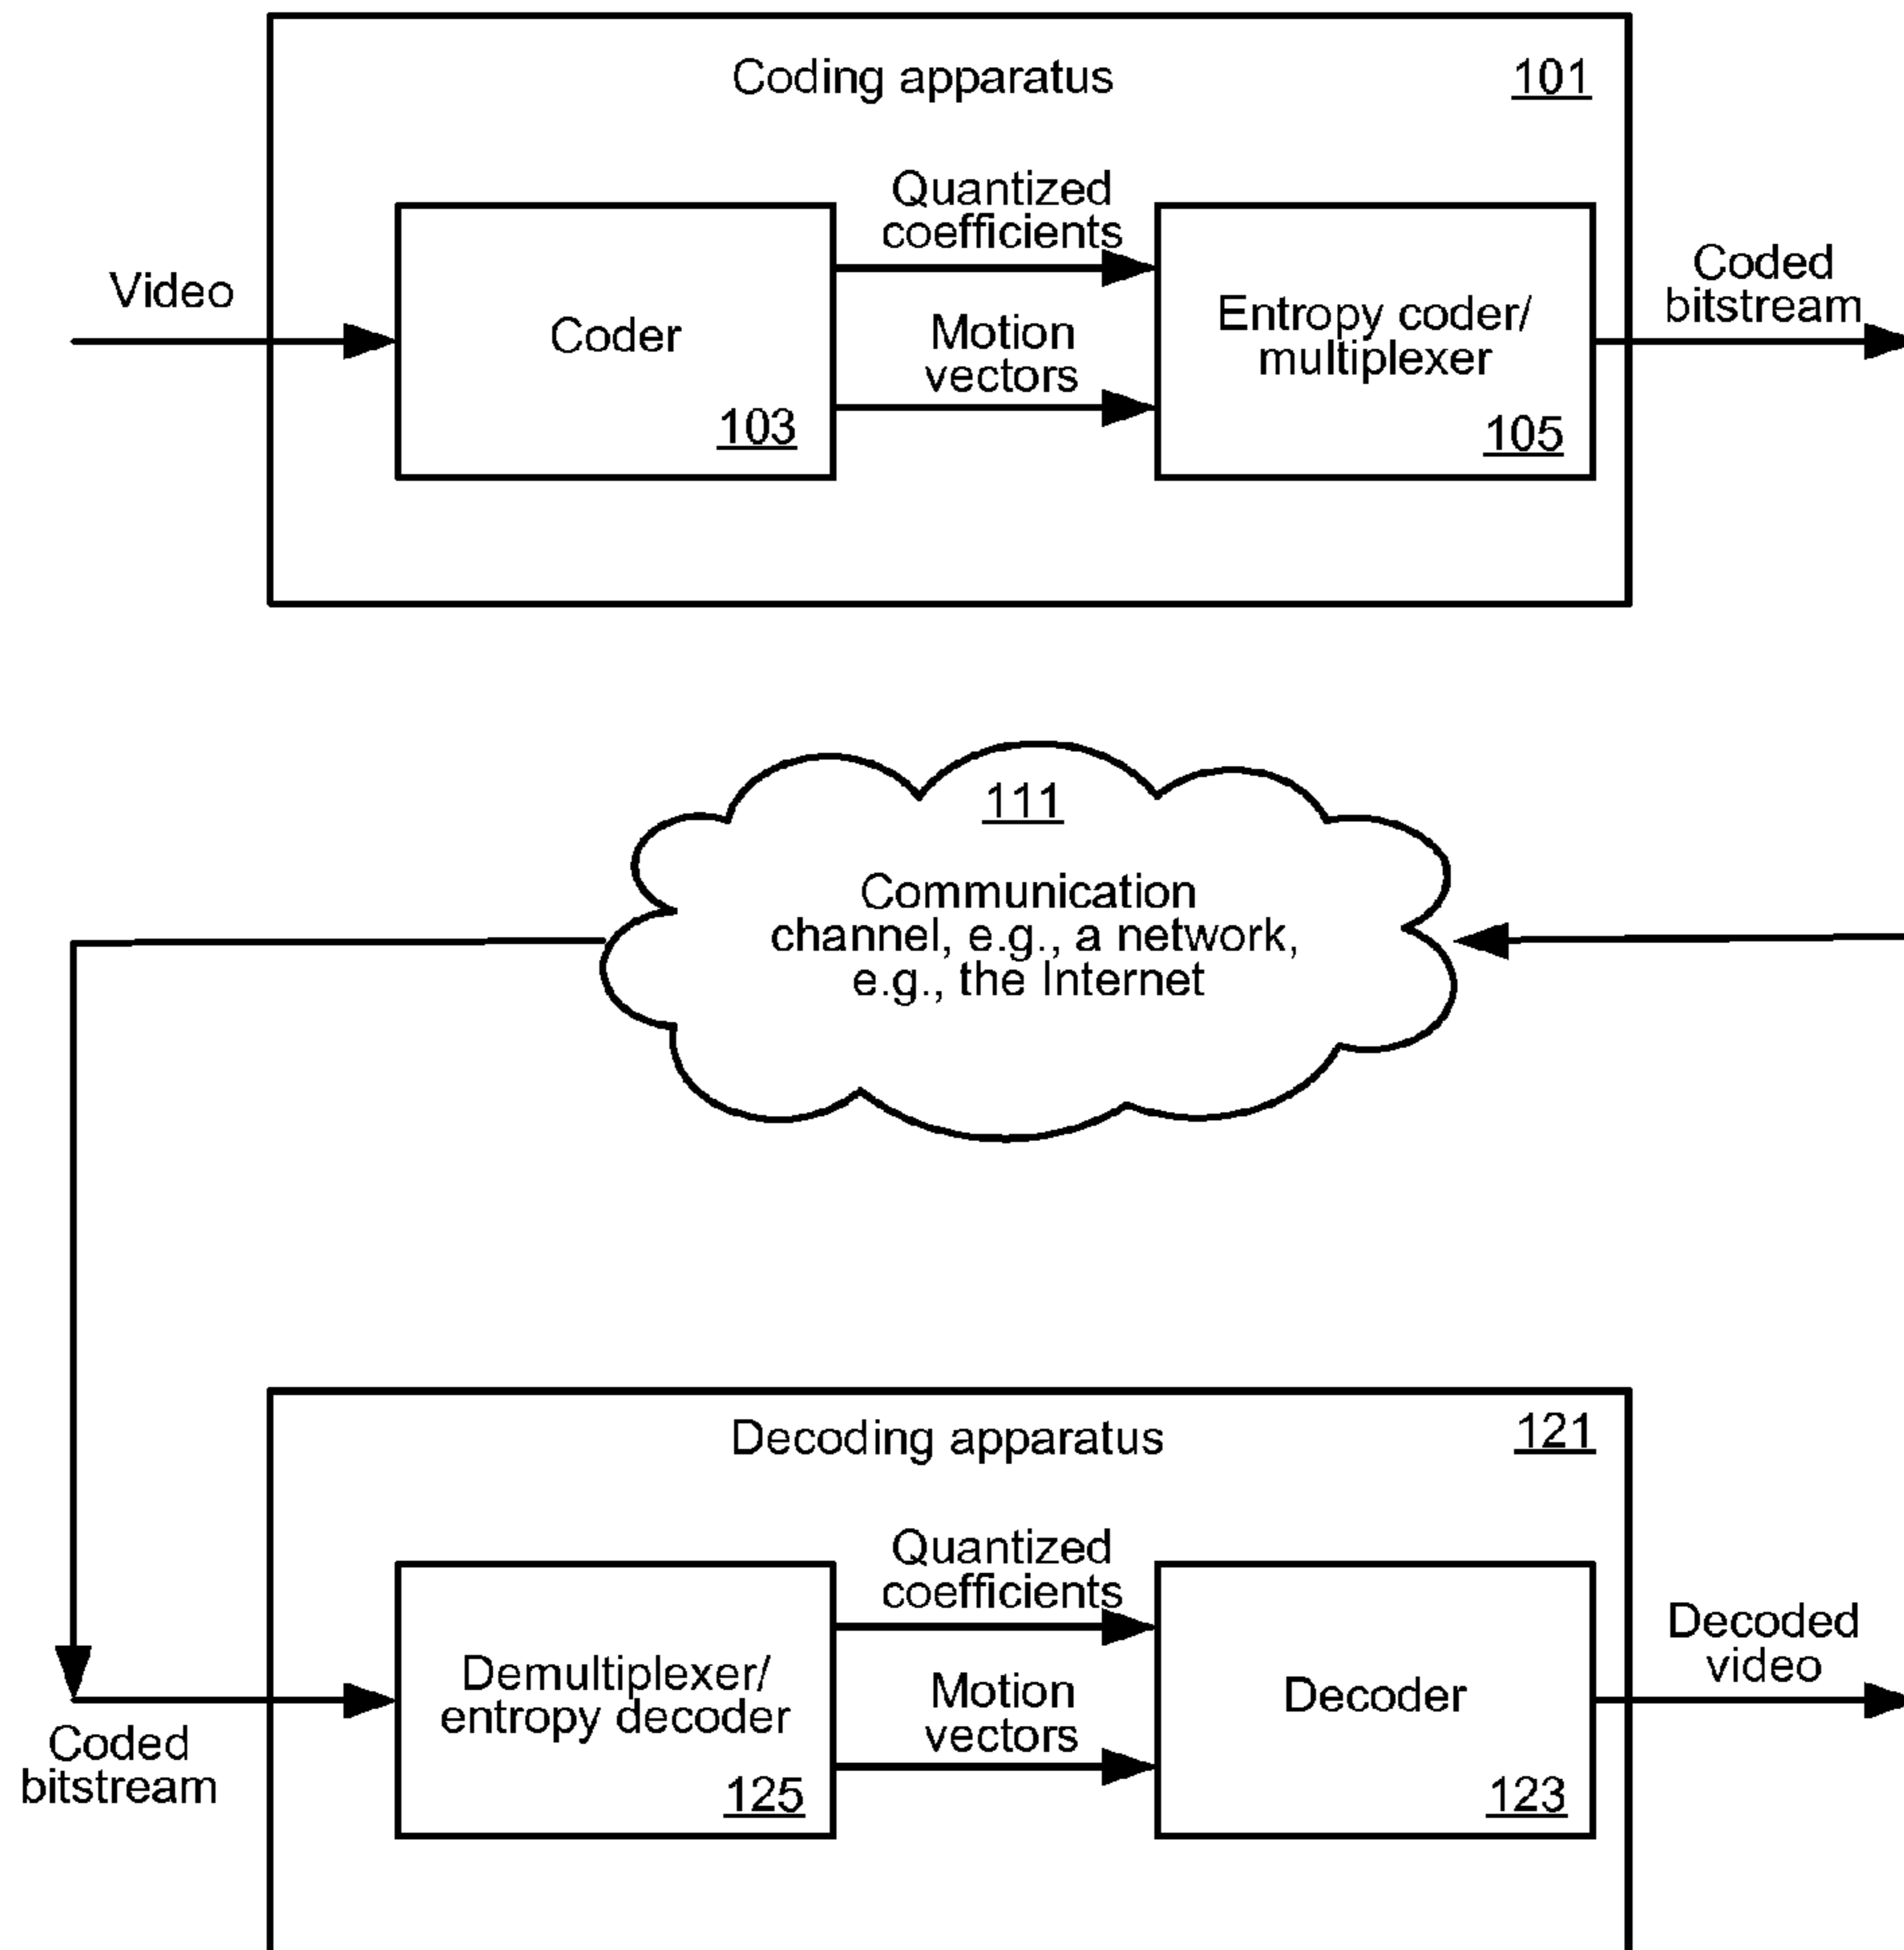 Coding apparatus
101
Quantized
coefficients
Video
Coder
Motion
vectors
103
Entropy coder/
multiplexer
105
Coded
bitstream
111
Communication
channel, e.g., a network,
e.g., the Internet
Decoding apparatus
121
Quantized
coefficients
Coded
bitstream
Demultiplexer/
entropy decoder
125
Motion
vectors
Decoder
123
Decoded
video